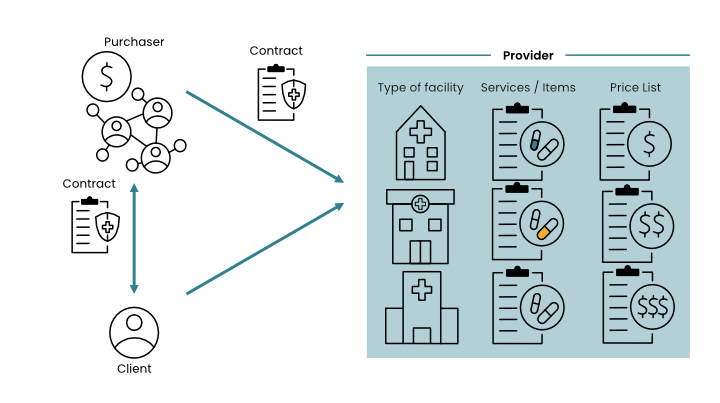 Purchaser
$
Contract
Contract
Client
Provider
Type of facility
Services / Items
Price List
$
$$
$$$